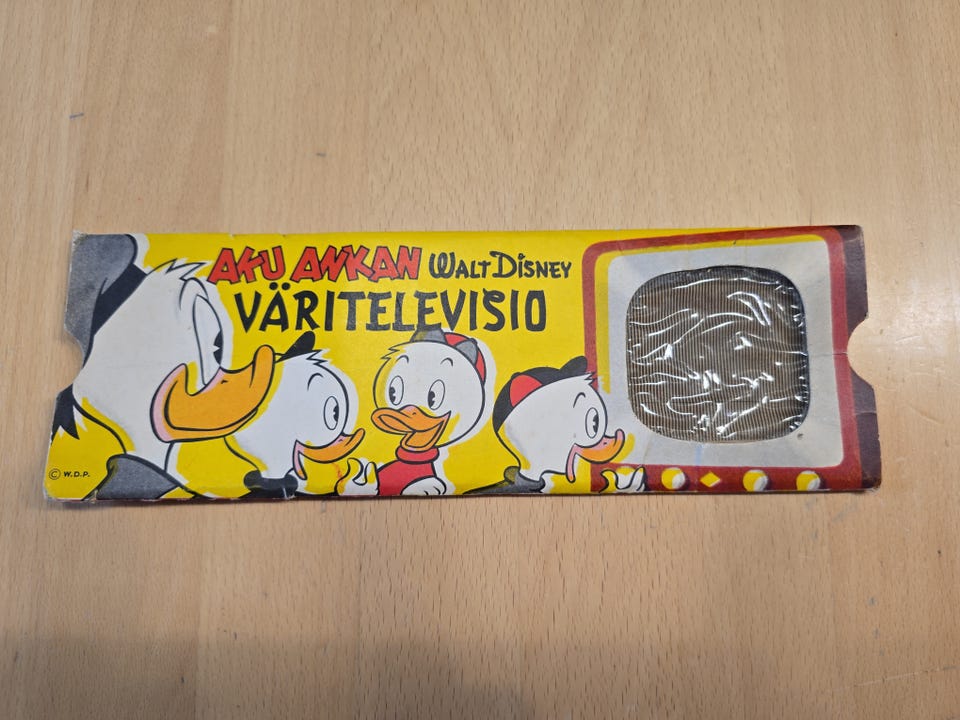 AKU ANKAN WALT DISNEY
VÄRITELEVISIO
© W.D.P.